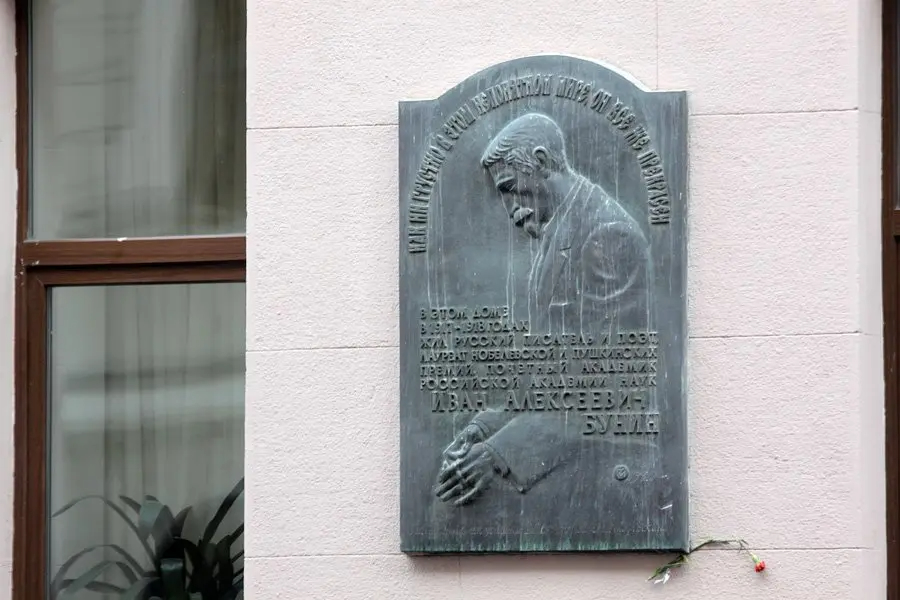 КАК НИ ГРУСТНО В ЭТОМ НЕПОНЯТНОМ МИРЕ, ОН ВСЕ ЖЕ ПРЕКРАСЕН
В ЭТОМ ДОМЕ
В 1917-1918 ГОДАХ
ЖИЛ РУССКИЙ ПИСАТЕЛЬ И ПОЭТ
ЛАУРЕАТ НОБЕЛЕВСКОЙ И ПУШКИНСКИХ
ПРЕМИЙ ПОЧЕТНЫЙ АКАДЕМИК
РОССИЙСКОЙ АКАДЕМИИ НАУК
ИВАН АЛЕКСЕЕВИЧ
БУНИН